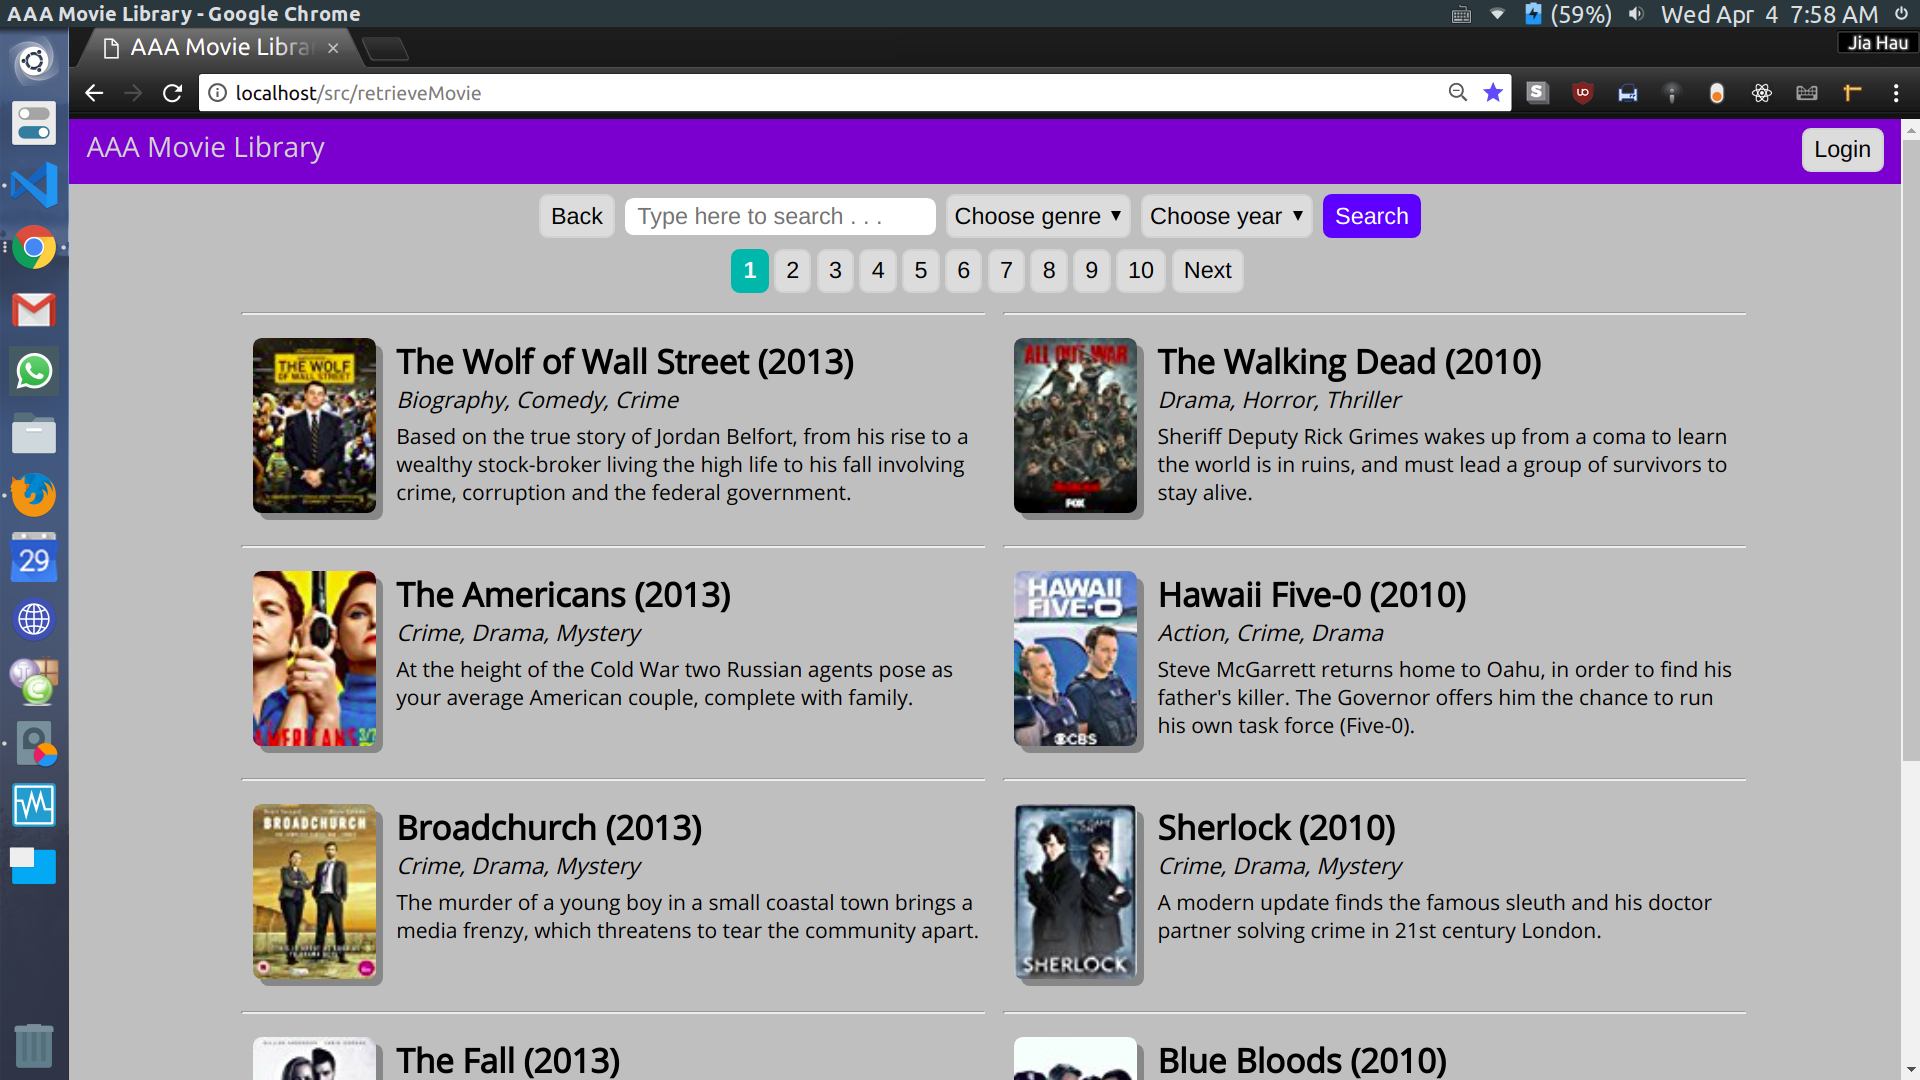 AAA Movie Library - Google Chrome
(59%) Wed Apr 4 7:58 AM
AAA Movie Libra
Jia Hau
localhost/src/retrieveMovie
AAA Movie Library
Login
Back
Type here to search . . .
Choose genre
Choose year
Search
1 2 3 4 5 6 7 8 9 10 Next
THE WOLF
OF WALL STREET
The Wolf of Wall Street (2013)
Biography, Comedy, Crime
Based on the true story of Jordan Belfort, from his rise to a
wealthy stock-broker living the high life to his fall involving
crime, corruption and the federal government.
ALL OUT WAR
FOX
The Walking Dead (2010)
Drama, Horror, Thriller
Sheriff Deputy Rick Grimes wakes up from a coma to learn
the world is in ruins, and must lead a group of survivors to
stay alive.
AMERICANS
The Americans (2013)
Crime, Drama, Mystery
At the height of the Cold War two Russian agents pose as
your average American couple, complete with family.
HAWAII
FIVE-O
CBS
Hawaii Five-0 (2010)
Action, Crime, Drama
Steve McGarrett returns home to Oahu, in order to find his
father's killer. The Governor offers him the chance to run
his own task force (Five-0).
BROADCHURCH
Broadchurch (2013)
Crime, Drama, Mystery
The murder of a young boy in a small coastal town brings a
media frenzy, which threatens to tear the community apart.
SHERLOCK
Sherlock (2010)
Crime, Drama, Mystery
A modern update finds the famous sleuth and his doctor
partner solving crime in 21st century London.
The Fall (2013)
Blue Bloods (2010)
29